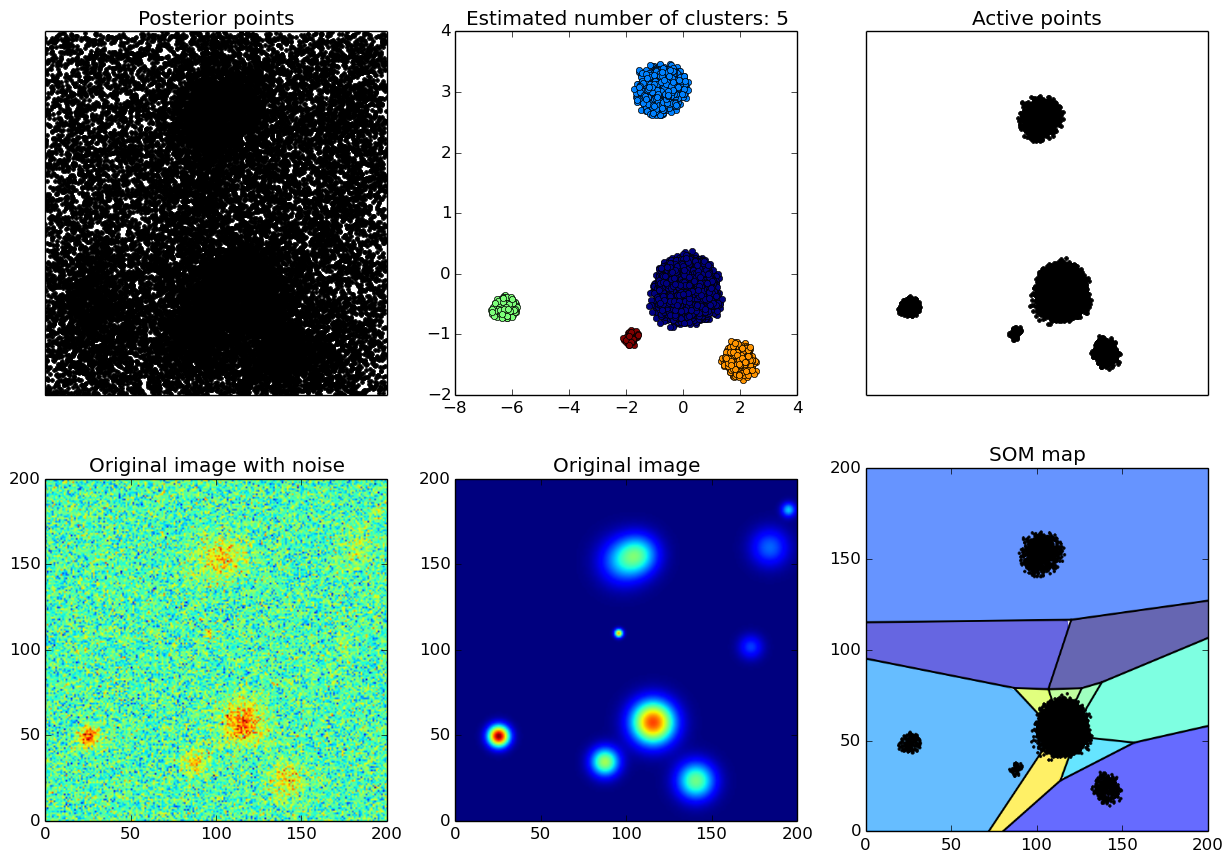 Posterior points
Estimated number of clusters: 5
Active points
4
3
2
1
0
−1
−2
−8 −6 −4 −2 0 2 4
Original image with noise
Original image
SOM map
200
150
100
50
0
0 50 100 150 200
200
150
100
50
0
0 50 100 150 200
200
150
100
50
0
0 50 100 150 200